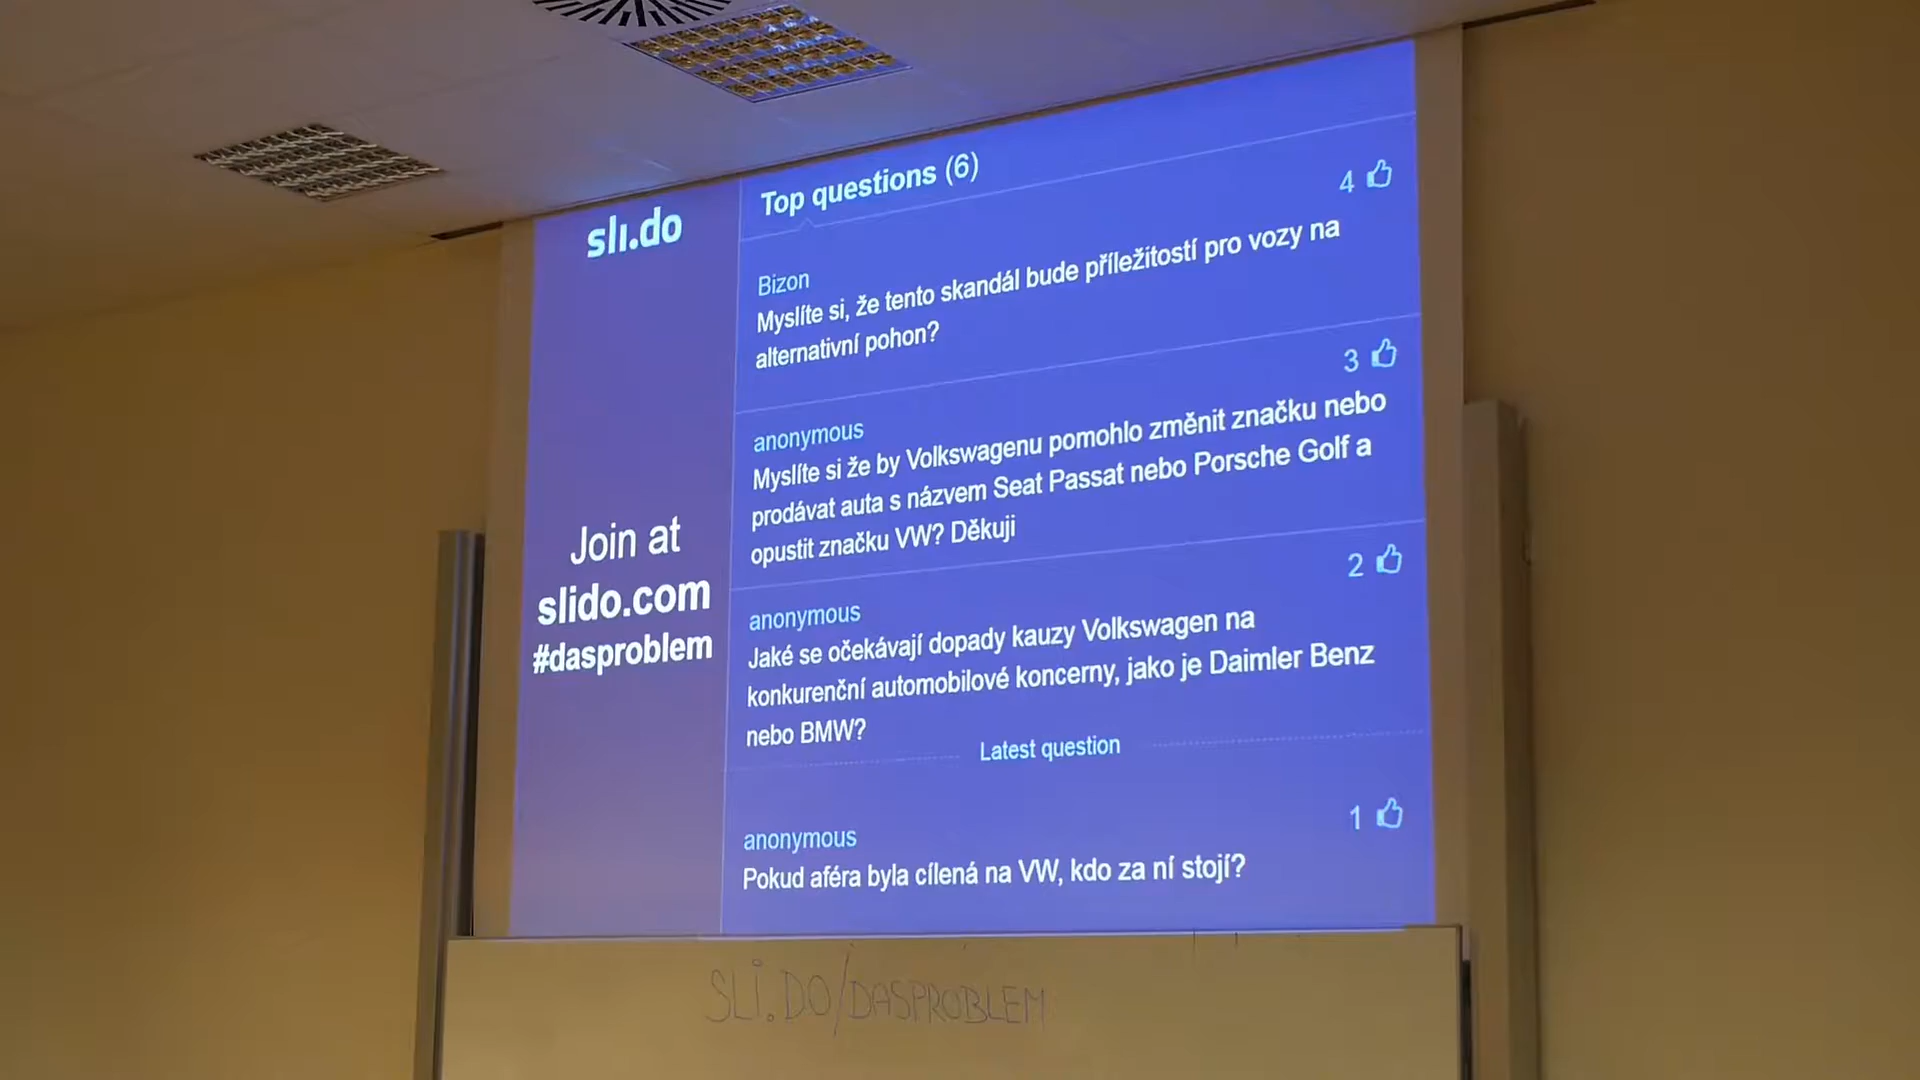 sli.do
Join at
slido.com
#dasproblem
Top questions (6)
4
Bizon
Myslíte si, že tento skandál bude příležitostí pro vozy na
alternativní pohon?
3
anonymous
Myslíte si že by Volkswagenu pomohlo změnit značku nebo
prodávat auta s názvem Seat Passat nebo Porsche Golf a
opustit značku VW? Děkuji
2
anonymous
Jaké se očekávají dopady kauzy Volkswagen na
konkurenční automobilové koncerny, jako je Daimler Benz
nebo BMW?
Latest question
1
anonymous
Pokud aféra byla cílená na VW, kdo za ní stojí?
SLI.DO/DASPROBLEM